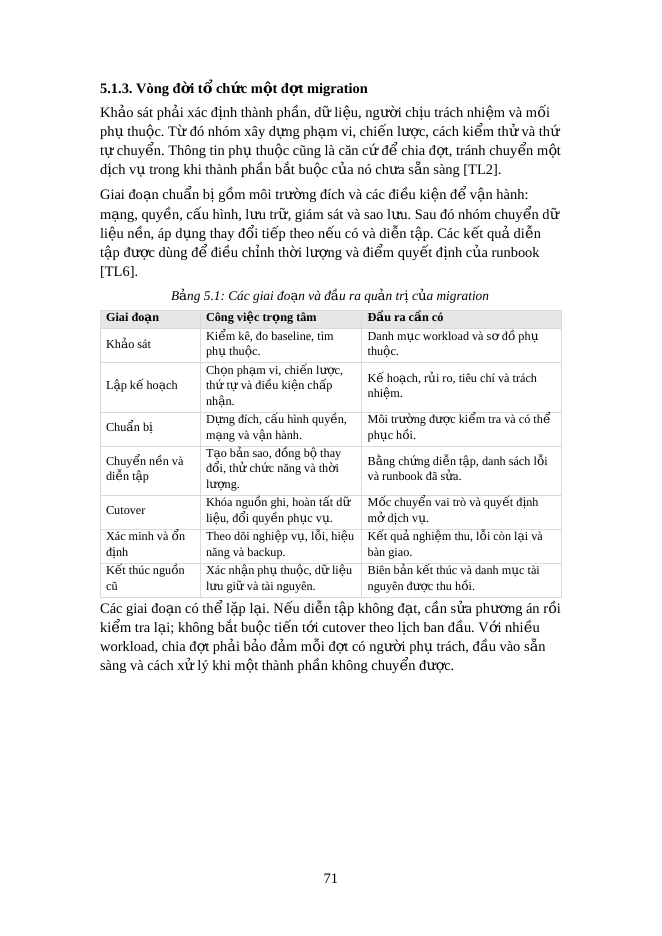 5.1.3. Vòng đời tổ chức một đợt migration
Khảo sát phải xác định thành phần, dữ liệu, người chịu trách nhiệm và mối
phụ thuộc. Từ đó nhóm xây dựng phạm vi, chiến lược, cách kiểm thử và thứ
tự chuyển. Thông tin phụ thuộc cũng là căn cứ để chia đợt, tránh chuyển một
dịch vụ trong khi thành phần bắt buộc của nó chưa sẵn sàng [TL2].
Giai đoạn chuẩn bị gồm môi trường đích và các điều kiện để vận hành:
mạng, quyền, cấu hình, lưu trữ, giám sát và sao lưu. Sau đó nhóm chuyển dữ
liệu nền, áp dụng thay đổi tiếp theo nếu có và diễn tập. Các kết quả diễn
tập được dùng để điều chỉnh thời lượng và điểm quyết định của runbook
[TL6].
Bảng 5.1: Các giai đoạn và đầu ra quản trị của migration
Giai đoạn Công việc trọng tâm Đầu ra cần có
Khảo sát
Kiểm kê, đo baseline, tìm
phụ thuộc.
Danh mục workload và sơ đồ phụ
thuộc.
Lập kế hoạch
Chọn phạm vi, chiến lược,
thứ tự và điều kiện chấp
nhận.
Kế hoạch, rủi ro, tiêu chí và trách
nhiệm.
Chuẩn bị
Dựng đích, cấu hình quyền,
mạng và vận hành.
Môi trường được kiểm tra và có thể
phục hồi.
Chuyển nền và
diễn tập
Tạo bản sao, đồng bộ thay
đổi, thử chức năng và thời
lượng.
Bằng chứng diễn tập, danh sách lỗi
và runbook đã sửa.
Cutover
Khóa nguồn ghi, hoàn tất dữ
liệu, đổi quyền phục vụ.
Mốc chuyển vai trò và quyết định
mở dịch vụ.
Xác minh và ổn
định
Theo dõi nghiệp vụ, lỗi, hiệu
năng và backup.
Kết quả nghiệm thu, lỗi còn lại và
bàn giao.
Kết thúc nguồn
cũ
Xác nhận phụ thuộc, dữ liệu
lưu giữ và tài nguyên.
Biên bản kết thúc và danh mục tài
nguyên được thu hồi.
Các giai đoạn có thể lặp lại. Nếu diễn tập không đạt, cần sửa phương án rồi
kiểm tra lại; không bắt buộc tiến tới cutover theo lịch ban đầu. Với nhiều
workload, chia đợt phải bảo đảm mỗi đợt có người phụ trách, đầu vào sẵn
sàng và cách xử lý khi một thành phần không chuyển được.
71